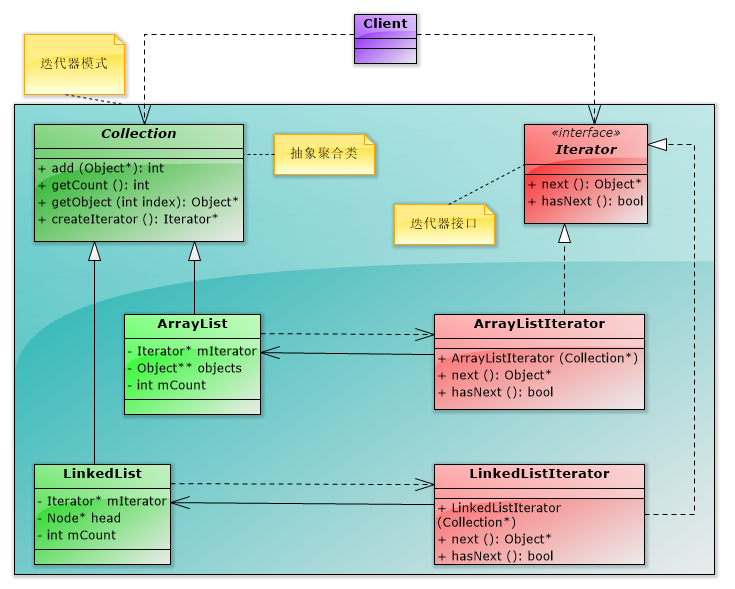 Client
迭代器模式
Collection
+ add (Object*): int
+ getCount (): int
+ getObject (int index): Object*
+ createIterator (): Iterator*
抽象聚合类
«interface»
Iterator
+ next (): Object*
+ hasNext (): bool
迭代器接口
ArrayList
- Iterator* mIterator
- Object** objects
- int mCount
ArrayListIterator
+ ArrayListIterator (Collection*)
+ next (): Object*
+ hasNext (): bool
LinkedList
- Iterator* mIterator
- Node* head
- int mCount
LinkedListIterator
+ LinkedListIterator
(Collection*)
+ next (): Object*
+ hasNext (): bool